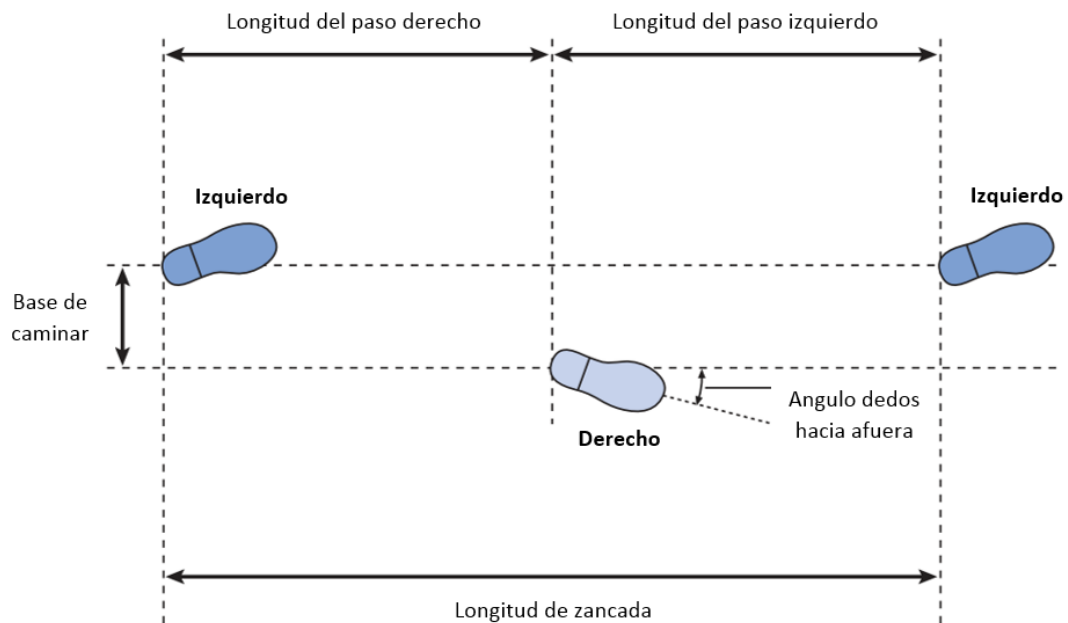 Longitud del paso derecho
Longitud del paso izquierdo
Izquierdo
Izquierdo
Base de
caminar
Angulo dedos
hacia afuera
Derecho
Longitud de zancada